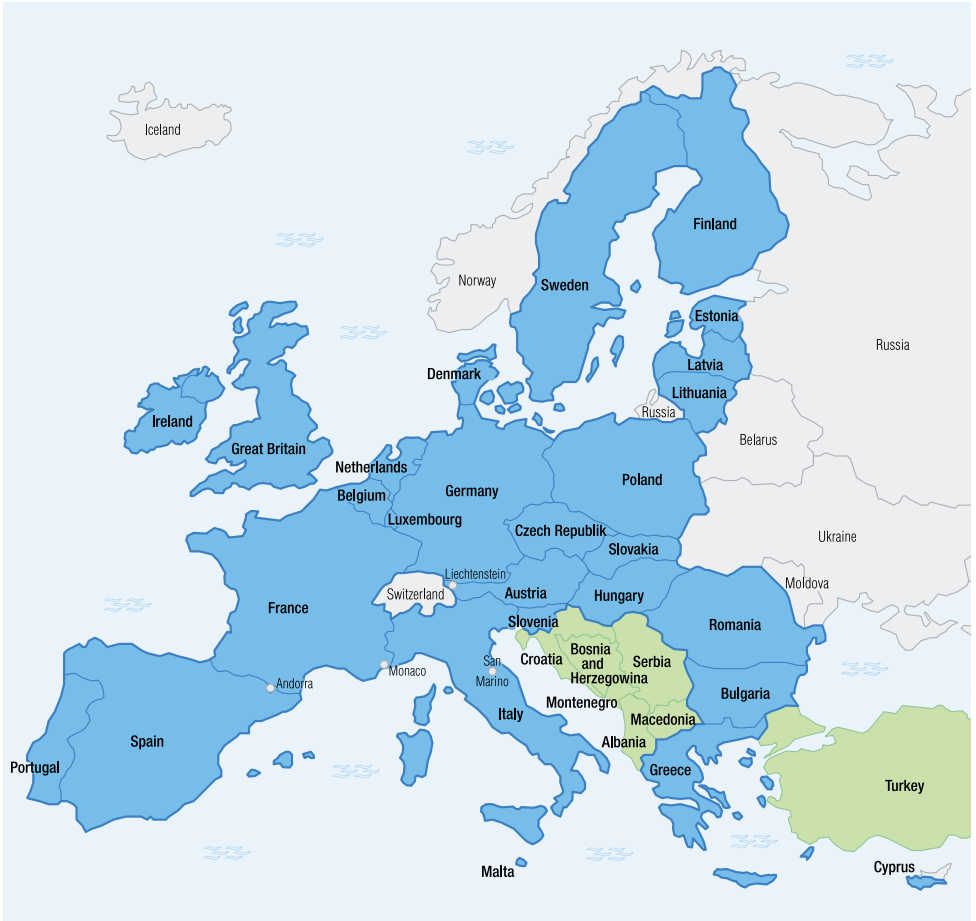 Iceland
Finland
Norway
Sweden
Estonia
Russia
Latvia
Denmark
Lithuania
Russia
Ireland
Belarus
Great Britain
Netherlands
Poland
Germany
Belgium
Luxembourg
Czech Republik
Ukraine
Slovakia
Liechtenstein
Moldova
Switzerland
Austria
Hungary
France
Slovenia
Romania
Croatia
Bosnia
and
Herzegowina
Serbia
San
Marino
Monaco
Andorra
Bulgaria
Montenegro
Italy
Macedonia
Spain
Albania
Portugal
Greece
Turkey
Malta
Cyprus